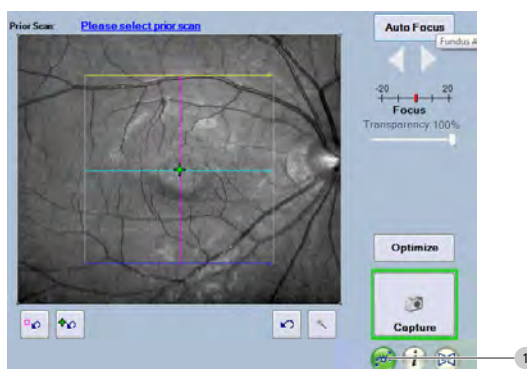 Prior Scan: Please select prior scan
Auto Focus
Fundus A
-20 20
Focus
Transparency 100%
Optimize
Capture
i
1